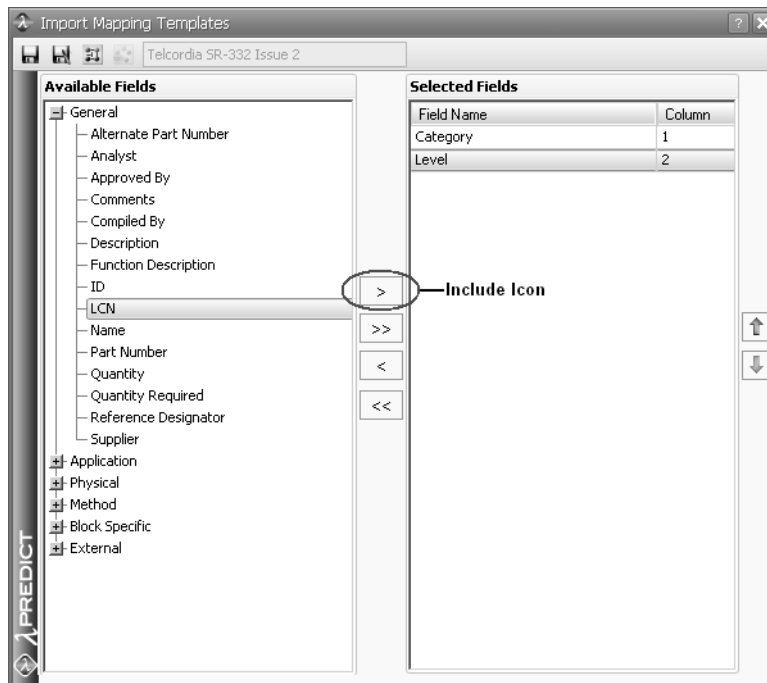 Import Mapping Templates
?
Telcordia SR-332 Issue 2
Available Fields
General
Alternate Part Number
Analyst
Approved By
Comments
Compiled By
Description
Function Description
ID
LCN
Name
Part Number
Quantity
Quantity Required
Reference Designator
Supplier
Application
Physical
Method
Block Specific
External
>
>>
<
<<
Include Icon
Selected Fields
Field Name Column
Category 1
Level 2
λ PREDICT